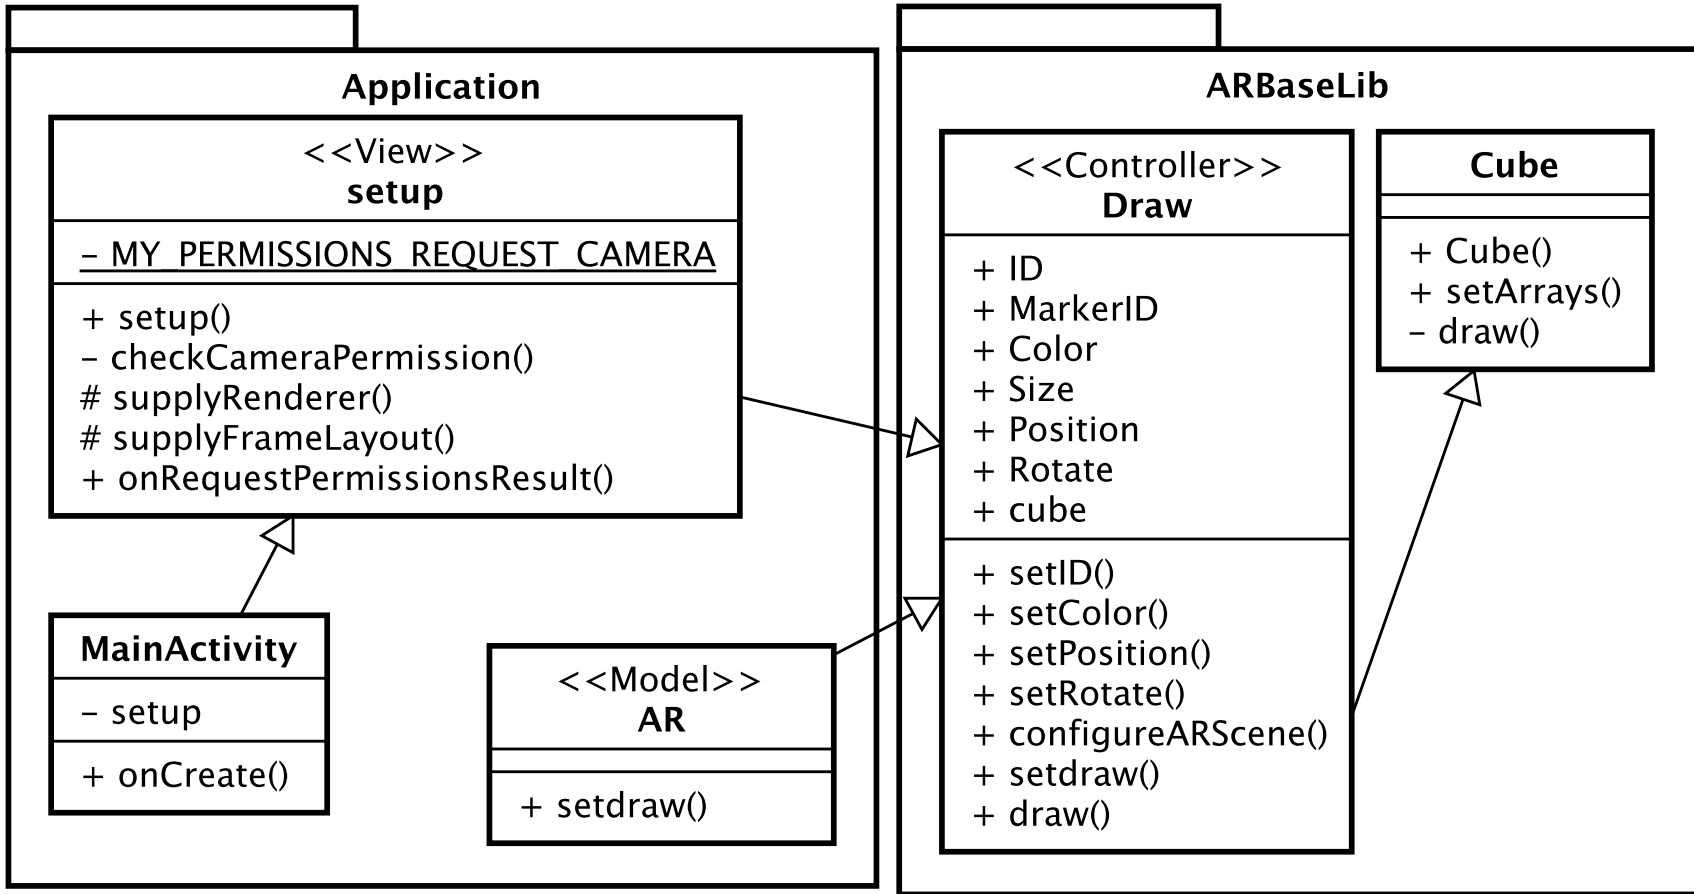 Application
<<View>>
setup
- MY_PERMISSIONS_REQUEST_CAMERA
+ setup()
- checkCameraPermission()
# supplyRenderer()
# supplyFrameLayout()
+ onRequestPermissionsResult()
MainActivity
- setup
+ onCreate()
<<Model>>
AR
+ setdraw()
ARBaseLib
<<Controller>>
Draw
+ ID
+ MarkerID
+ Color
+ Size
+ Position
+ Rotate
+ cube
+ setID()
+ setColor()
+ setPosition()
+ setRotate()
+ configureARScene()
+ setdraw()
+ draw()
Cube
+ Cube()
+ setArrays()
- draw()